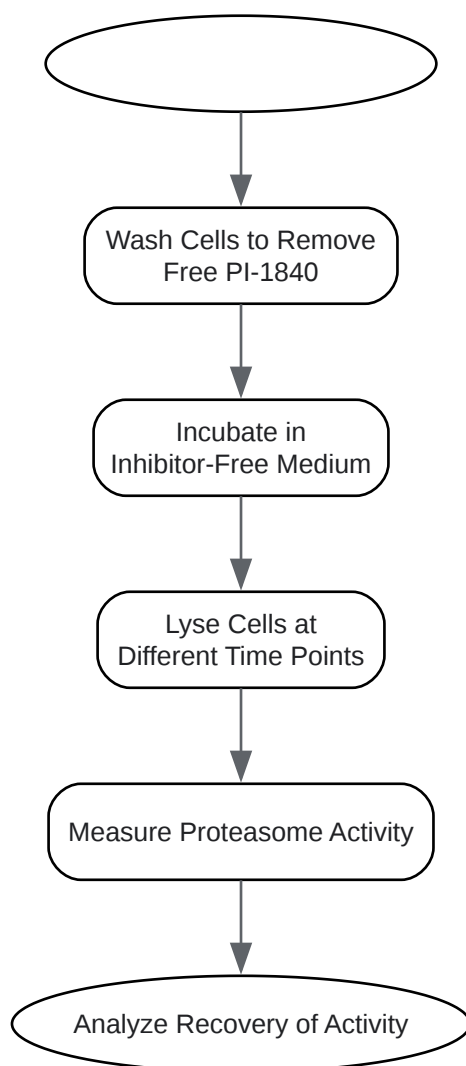 Wash Cells to Remove
Free PI-1840
Incubate in
Inhibitor-Free Medium
Lyse Cells at
Different Time Points
Measure Proteasome Activity
Analyze Recovery of Activity